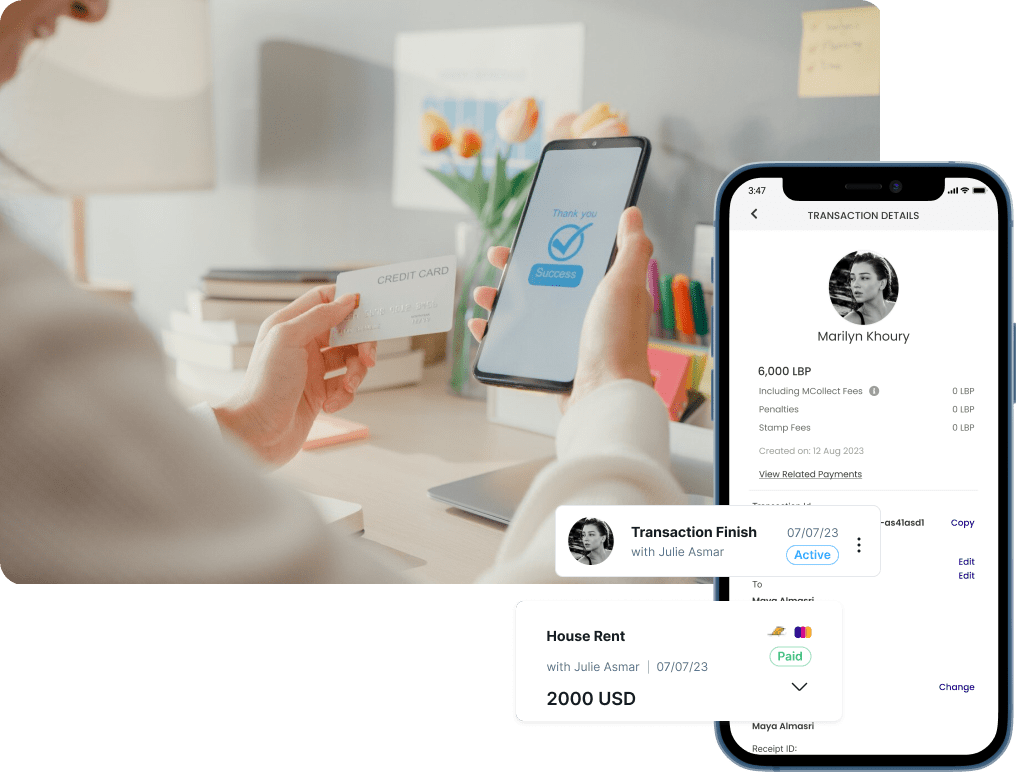 Planning
CREDIT CARD
Thank you
Success
3:47
TRANSACTION DETAILS
Marilyn Khoury
6,000 LBP
Including MCollect Fees 0 LBP
Penalties 0 LBP
Stamp Fees 0 LBP
Created on: 12 Aug 2023
View Related Payments
-as41asd1 Copy
Edit
Edit
To
Maya Almasri
Change
Maya Almasri
Receipt ID:
Transaction Finish 07/07/23
with Julie Asmar Active
House Rent
Paid
with Julie Asmar | 07/07/23
2000 USD